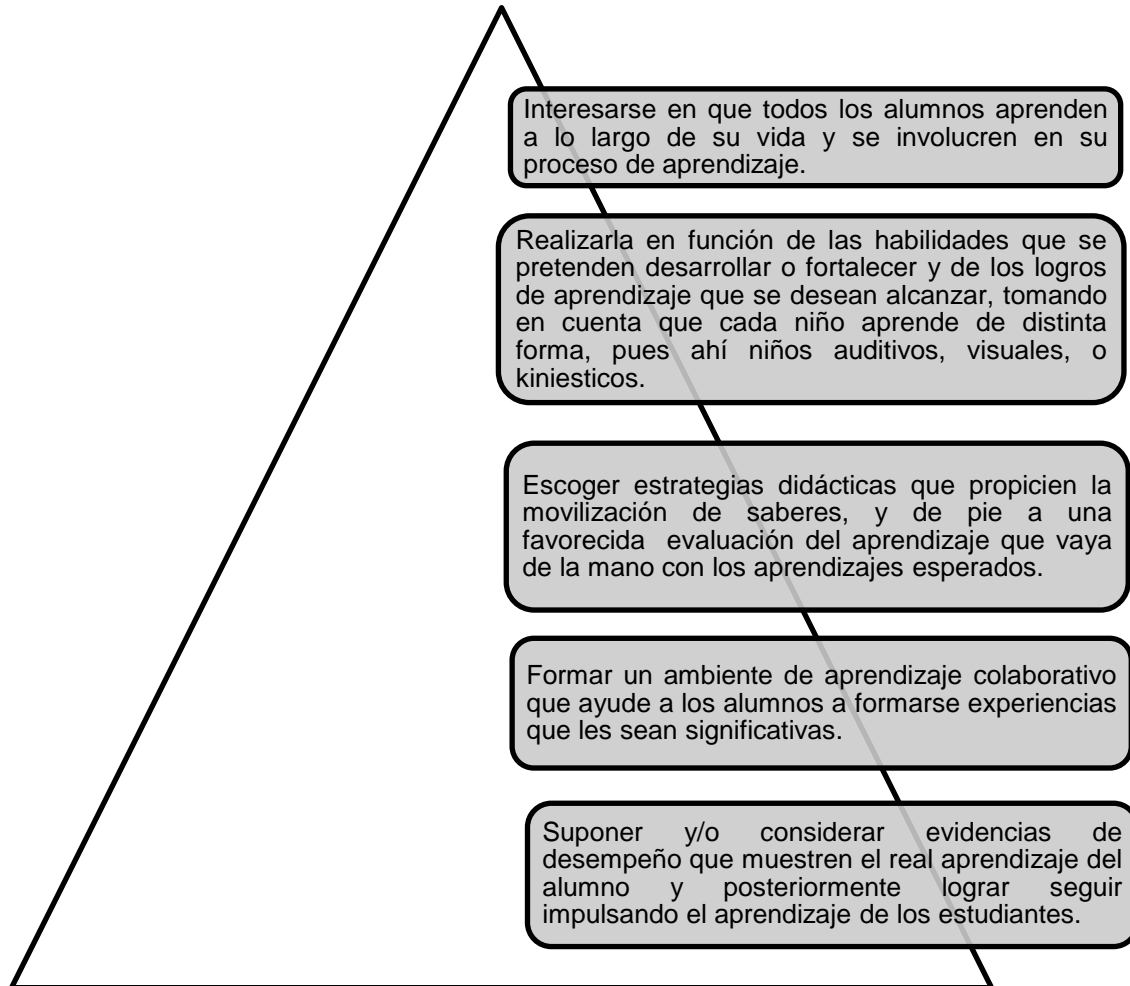 Interesarse en que todos los alumnos aprenden
a lo largo de su vida y se involucren en su
proceso de aprendizaje.
Realizarla en función de las habilidades que se
pretenden desarrollar o fortalecer y de los logros
de aprendizaje que se desean alcanzar, tomando
en cuenta que cada niño aprende de distinta
forma, pues ahí niños auditivos, visuales, o
kiniesticos.
Escoger estrategias didácticas que propicien la
movilización de saberes, y de pie a una
favorecida evaluación del aprendizaje que vaya
de la mano con los aprendizajes esperados.
Formar un ambiente de aprendizaje colaborativo
que ayude a los alumnos a formarse experiencias
que les sean significativas.
Suponer y/o considerar evidencias de
desempeño que muestren el real aprendizaje del
alumno y posteriormente lograr seguir
impulsando el aprendizaje de los estudiantes.